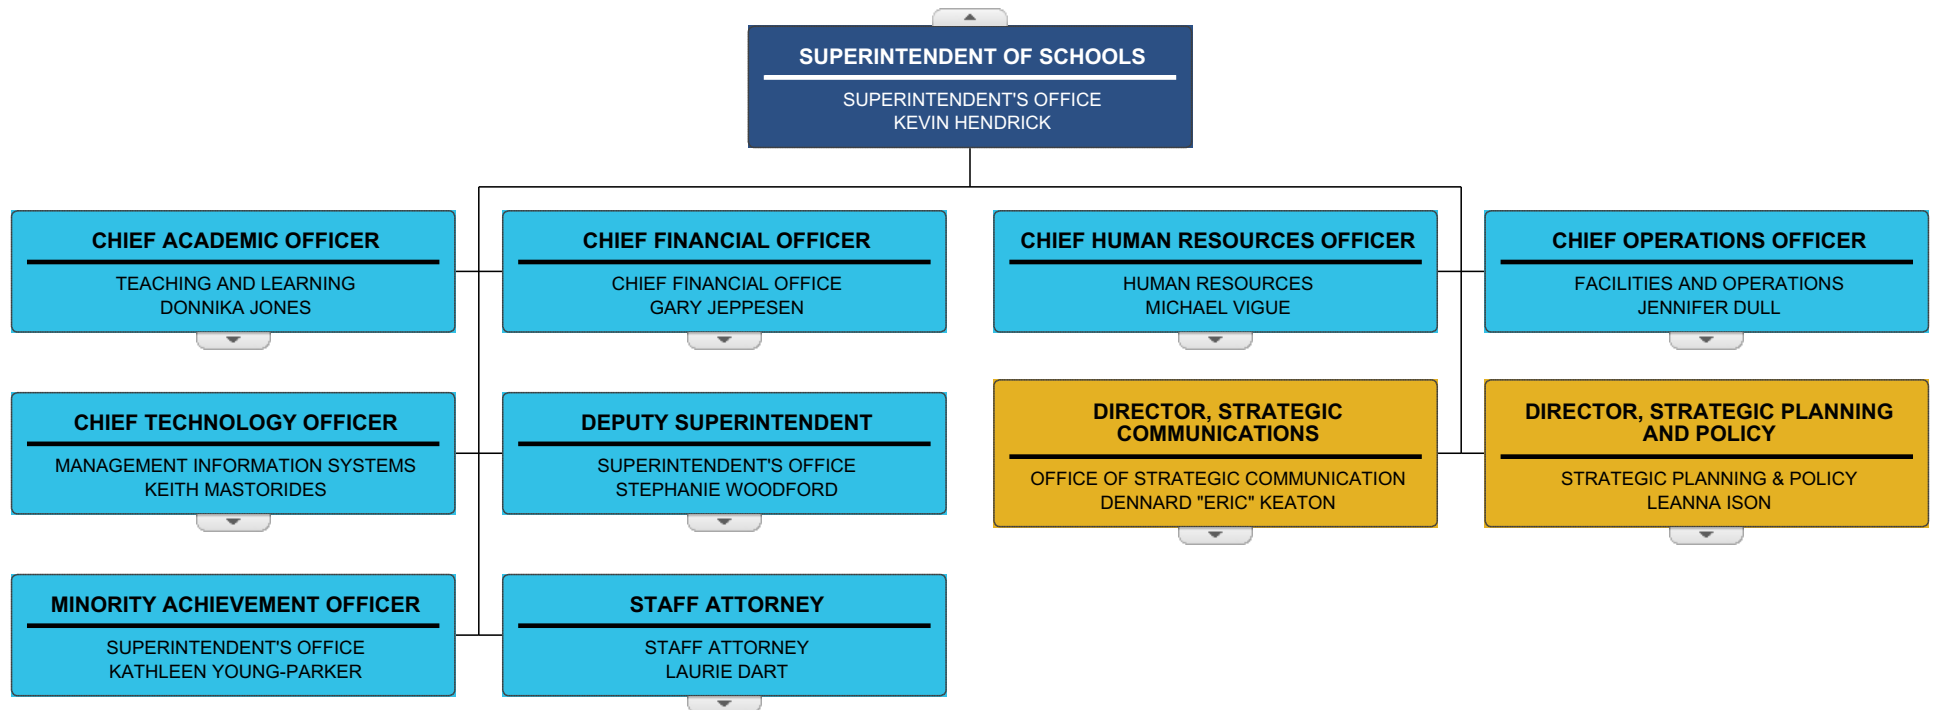 SUPERINTENDENT OF SCHOOLS
SUPERINTENDENT'S OFFICE
KEVIN HENDRICK
CHIEF ACADEMIC OFFICER
TEACHING AND LEARNING
DONNIKA JONES
CHIEF FINANCIAL OFFICER
CHIEF FINANCIAL OFFICE
GARY JEPPESEN
CHIEF HUMAN RESOURCES OFFICER
HUMAN RESOURCES
MICHAEL VIGUE
CHIEF OPERATIONS OFFICER
FACILITIES AND OPERATIONS
JENNIFER DULL
CHIEF TECHNOLOGY OFFICER
MANAGEMENT INFORMATION SYSTEMS
KEITH MASTORIDES
DEPUTY SUPERINTENDENT
SUPERINTENDENT'S OFFICE
STEPHANIE WOODFORD
DIRECTOR, STRATEGIC
COMMUNICATIONS
OFFICE OF STRATEGIC COMMUNICATION
DENNARD "ERIC" KEATON
DIRECTOR, STRATEGIC PLANNING
AND POLICY
STRATEGIC PLANNING & POLICY
LEANNA ISON
MINORITY ACHIEVEMENT OFFICER
SUPERINTENDENT'S OFFICE
KATHLEEN YOUNG-PARKER
STAFF ATTORNEY
STAFF ATTORNEY
LAURIE DART